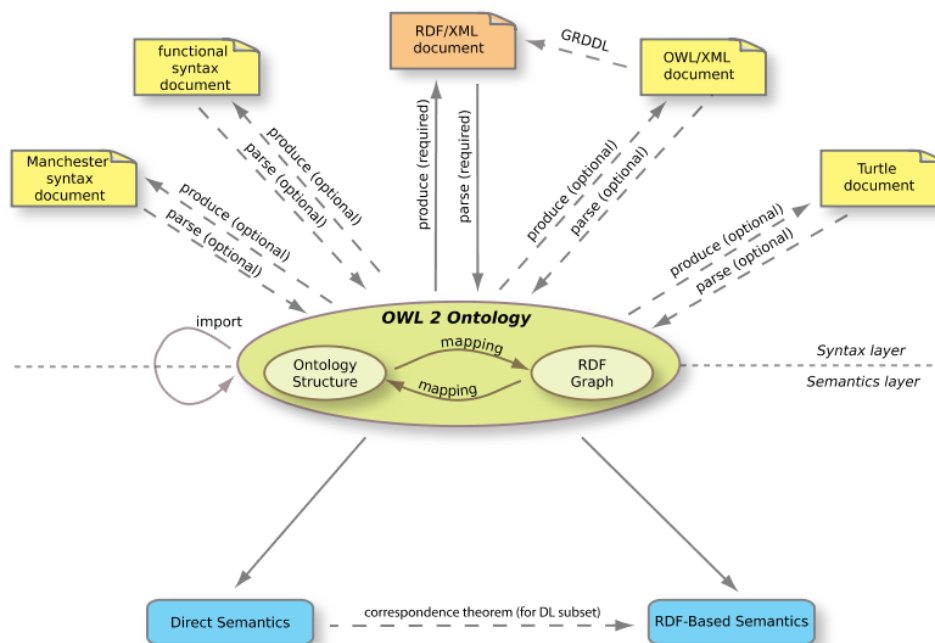 RDF/XML
document
GRDDL
functional
syntax
document
OWL/XML
document
Manchester
syntax
document
Turtle
document
produce (optional)
parse (optional)
produce (optional)
parse (optional)
produce (required)
parse (required)
produce (optional)
parse (optional)
produce (optional)
parse (optional)
import
OWL 2 Ontology
mapping
Ontology
Structure
RDF
Graph
mapping
Syntax layer
Semantics layer
Direct Semantics
correspondence theorem (for DL subset)
RDF-Based Semantics